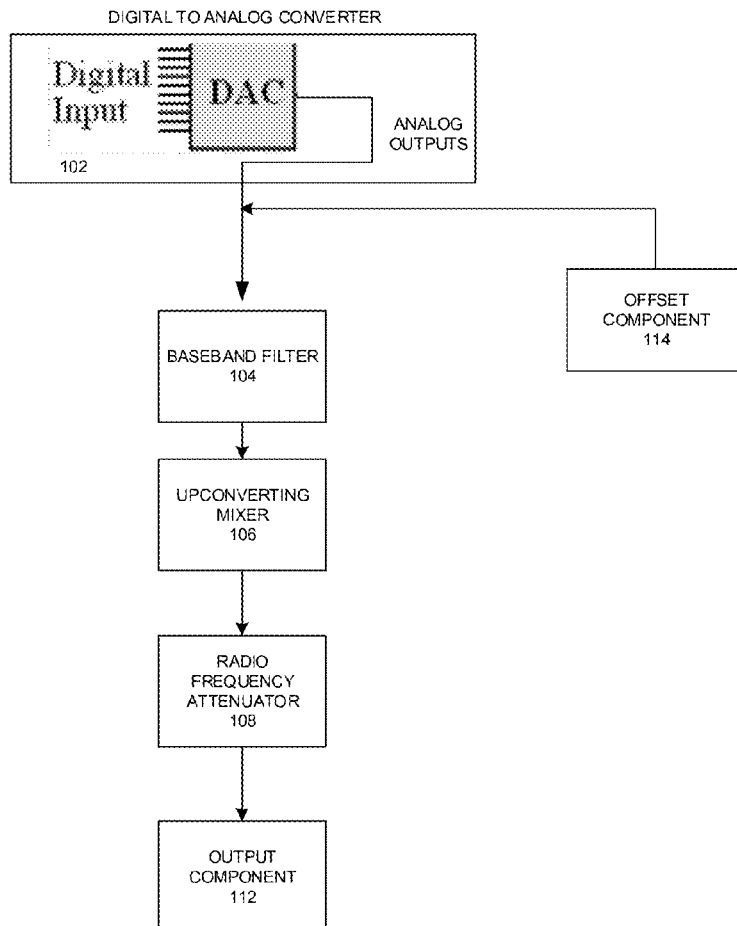 DIGITAL TO ANALOG CONVERTER
Digital
Input
DAC
ANALOG
OUTPUTS
102
OFFSET
COMPONENT
114
BASEBAND FILTER
104
UPCONVERTING
MIXER
106
RADIO
FREQUENCY
ATTENUATOR
108
OUTPUT
COMPONENT
112